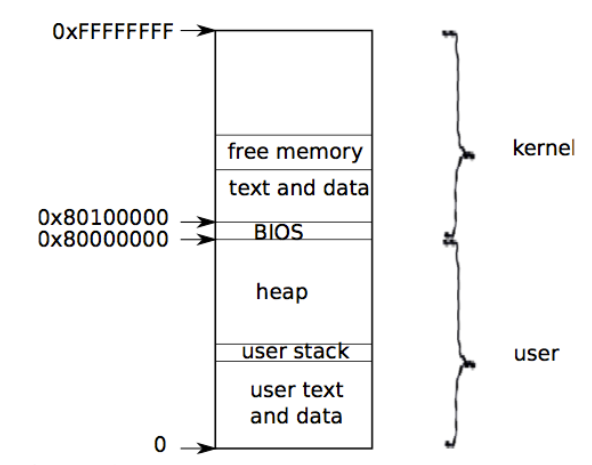 0xFFFFFFFF
free memory
kernel
text and data
0x80100000
BIOS
0x80000000
heap
user stack
user
user text
and data
0